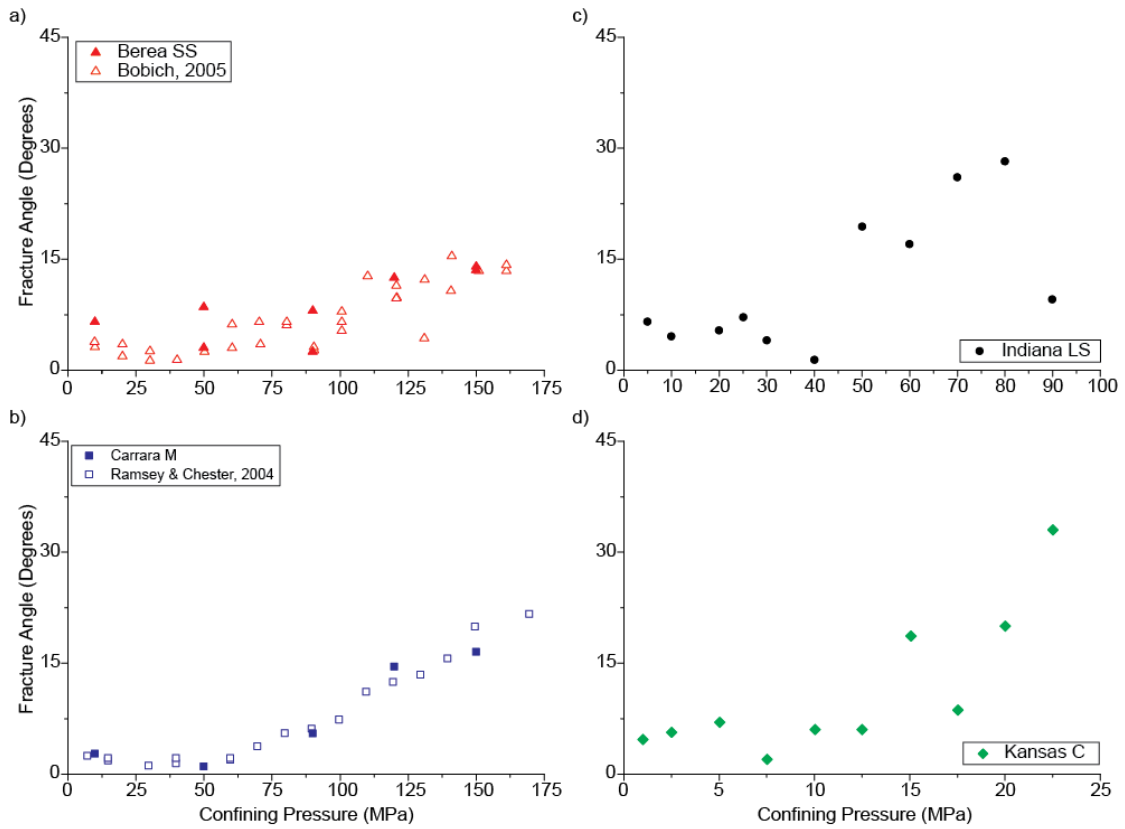 a)
45
30
15
0
Fracture Angle (Degrees)
Berea SS
Bobich, 2005
0 25 50 75 100 125 150 175
c)
45
30
15
0
Indiana LS
0 10 20 30 40 50 60 70 80 90 100
b)
45
30
15
0
Fracture Angle (Degrees)
Carrara M
Ramsey & Chester, 2004
0 25 50 75 100 125 150 175
Confining Pressure (MPa)
d)
45
30
15
0
Kansas C
0 5 10 15 20 25
Confining Pressure (MPa)